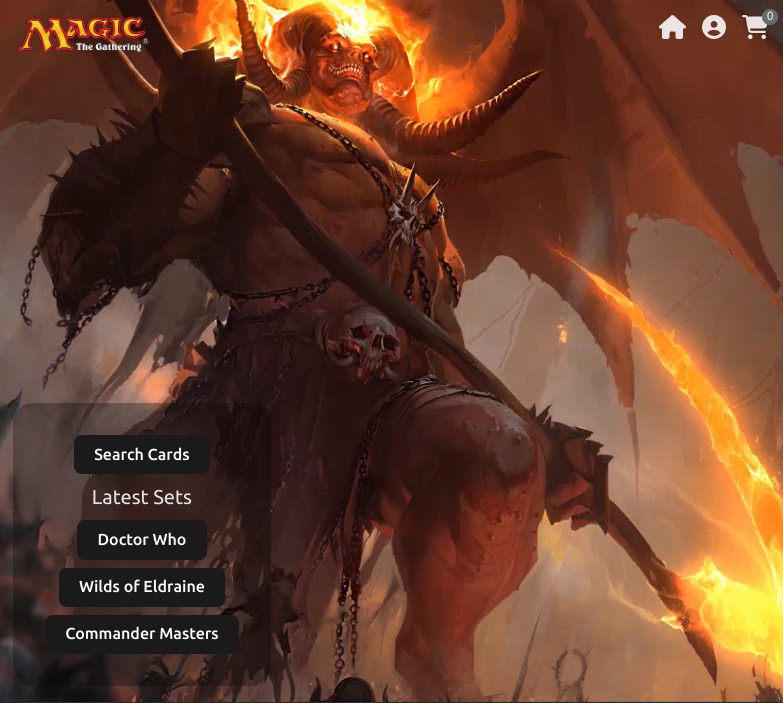 MAGIC
The Gathering®
0
Search Cards
Latest Sets
Doctor Who
Wilds of Eldraine
Commander Masters